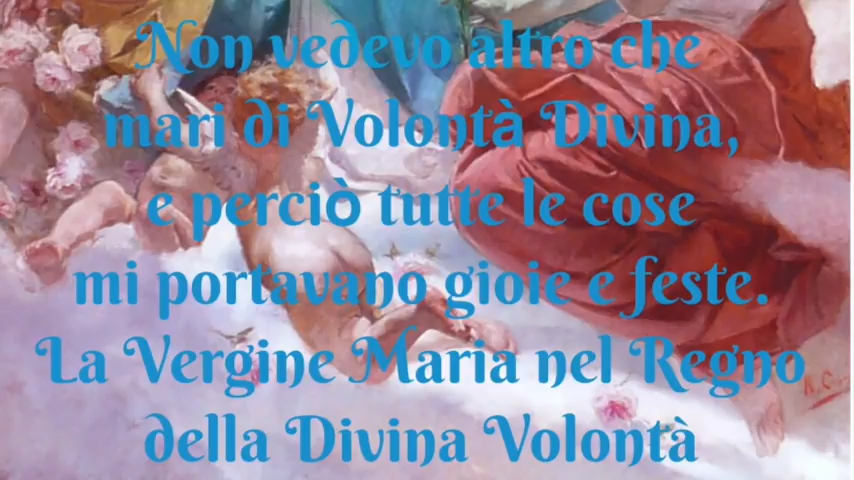 Non vedevo altro che
mari di Volontà Divina,
e perciò tutte le cose
mi portavano gioie e feste.
La Vergine Maria nel Regno
della Divina Volontà